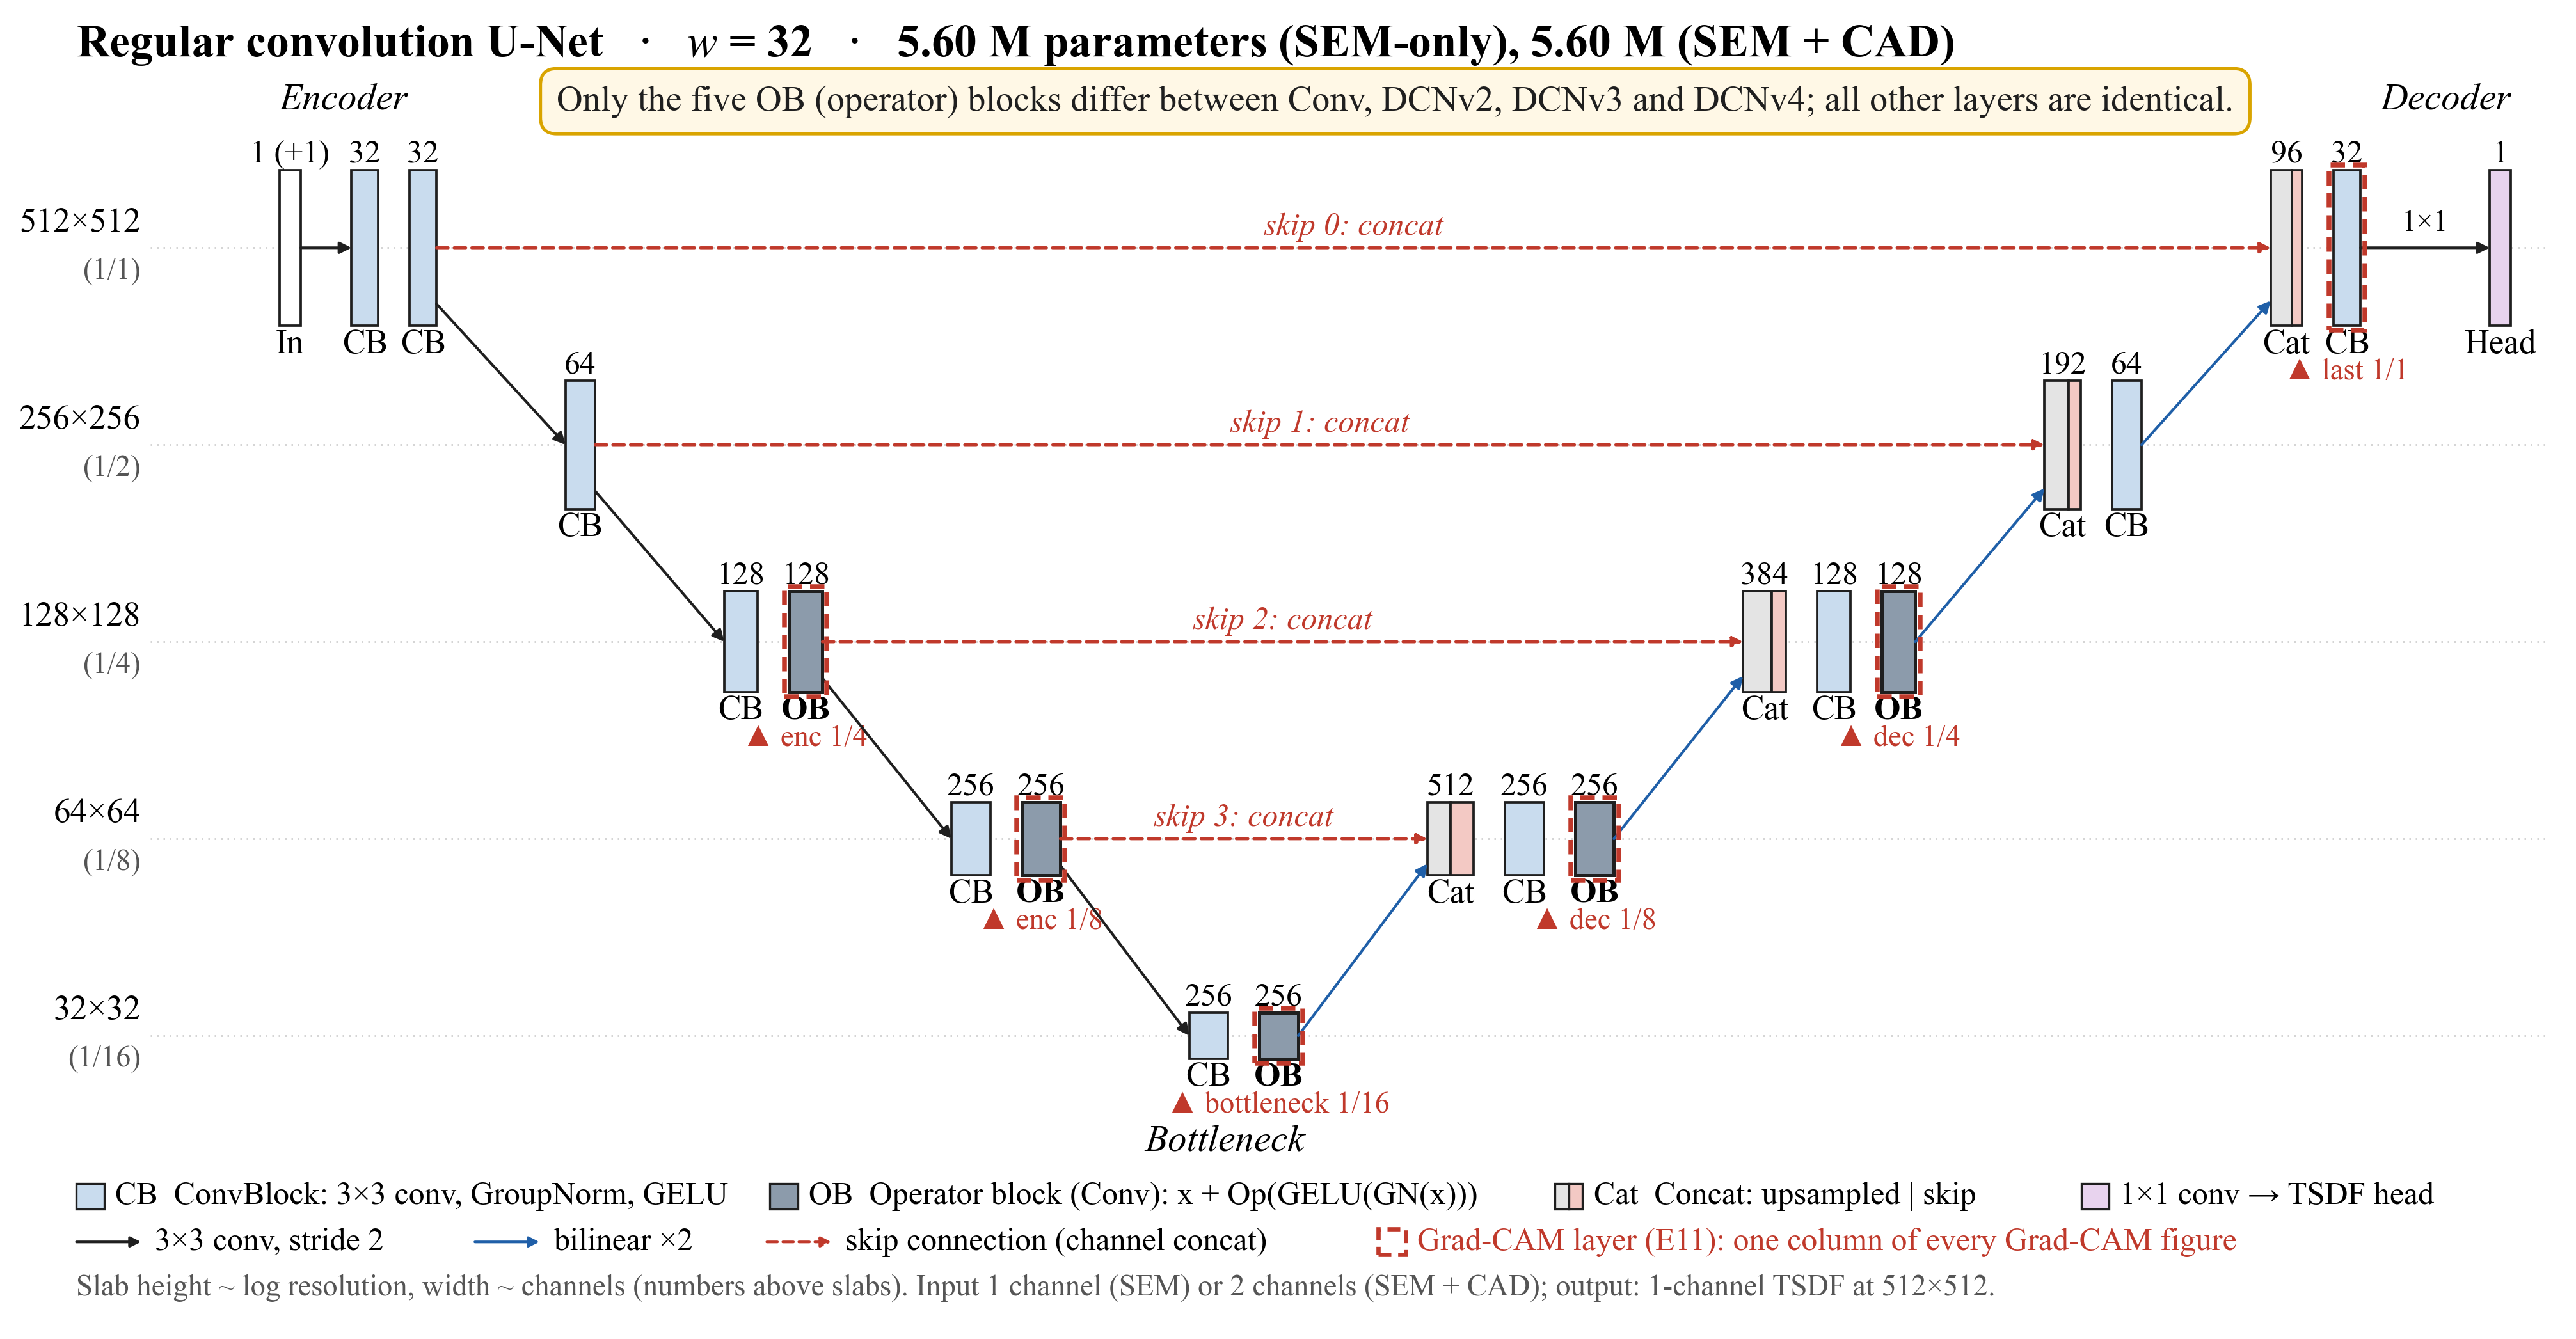 Regular convolution U-Net · w = 32 · 5.60 M parameters (SEM-only), 5.60 M (SEM + CAD)
Only the five OB (operator) blocks differ between Conv, DCNv2, DCNv3 and DCNv4; all other layers are identical.
Encoder
Decoder
1 (+1) 32 32
96 32 1
512×512
(1/1)
skip 0: concat
1×1
In CB CB
Cat CB Head
▲ last 1/1
64
192 64
256×256
(1/2)
skip 1: concat
CB
Cat CB
128 128
384 128 128
128×128
(1/4)
skip 2: concat
CB OB
Cat CB OB
▲ enc 1/4
▲ dec 1/4
256 256
512 256 256
64×64
(1/8)
skip 3: concat
CB OB
Cat CB OB
▲ enc 1/8
▲ dec 1/8
256 256
32×32
(1/16)
CB OB
▲ bottleneck 1/16
Bottleneck
CB ConvBlock: 3×3 conv, GroupNorm, GELU
OB Operator block (Conv): x + Op(GELU(GN(x)))
Cat Concat: upsampled | skip
1×1 conv → TSDF head
3×3 conv, stride 2
bilinear ×2
skip connection (channel concat)
Grad-CAM layer (E11): one column of every Grad-CAM figure
Slab height ~ log resolution, width ~ channels (numbers above slabs). Input 1 channel (SEM) or 2 channels (SEM + CAD); output: 1-channel TSDF at 512×512.